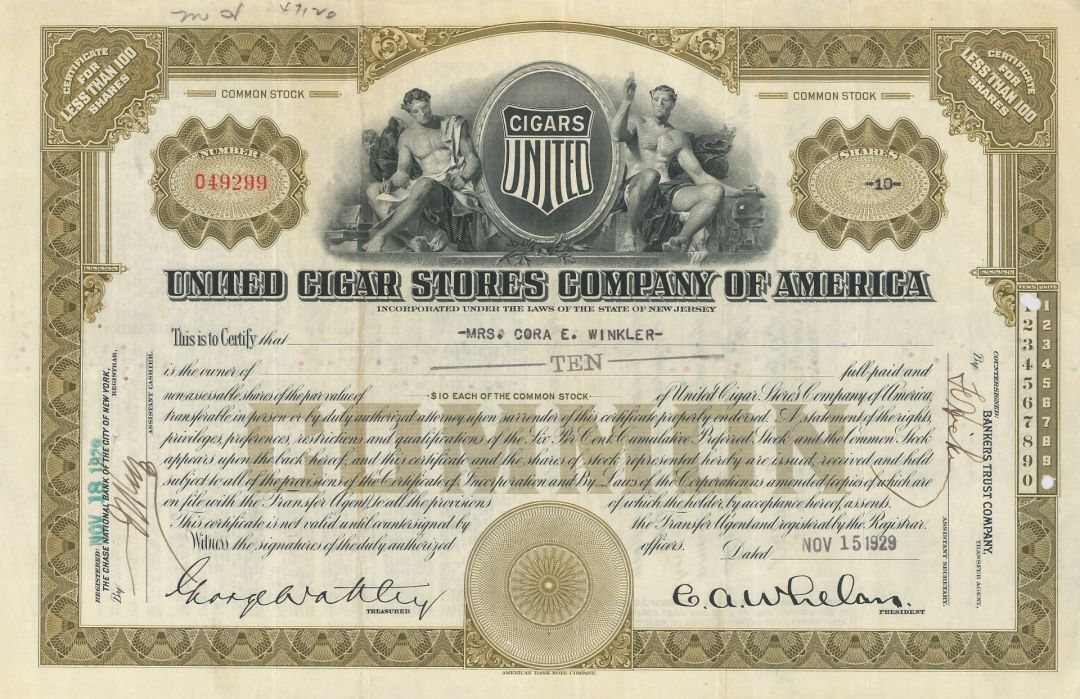 47120
CERTIFICATE
FOR
LESS THAN 100
SHARES
COMMON STOCK
COMMON STOCK
CERTIFICATE
FOR
LESS THAN 100
SHARES
CIGARS
UNITED
NUMBER
049299
SHARES
-10-
UNITED CIGAR STORES COMPANY OF AMERICA
INCORPORATED UNDER THE LAWS OF THE STATE OF NEW JERSEY
This is to Certify that -MRS. CORA E. WINKLER-
is the owner of TEN full-paid and
non-assessable shares of the par value of -$10 EACH OF THE COMMON STOCK- of United Cigar Stores Company of America,
transferable in person or by duly authorized attorney upon surrender of this certificate properly endorsed. A statement of the rights,
privileges, preferences, restrictions and qualifications of the Six Per Cent. Cumulative Preferred Stock and the Common Stock
appears upon the back hereof, and this certificate and the shares of stock represented hereby are issued, received and held
subject to all of the provisions of the Certificate of Incorporation and By-Laws of the Corporation as amended (copies of which are
on file with the Transfer Agent), to all the provisions of which the holder, by acceptance hereof, assents.
This certificate is not valid until countersigned by the Transfer Agent and registered by the Registrar.
Witness the signatures of the duly authorized officers. Dated NOV 15 1929
COMMON
George Wattley
TREASURER
C. A. Whelan.
PRESIDENT
REGISTERED: NOV 18 1929
THE CHASE NATIONAL BANK OF THE CITY OF NEW YORK,
REGISTRAR,
By
ASSISTANT CASHIER.
COUNTERSIGNED:
BANKERS TRUST COMPANY,
TRANSFER AGENT,
By
ASSISTANT SECRETARY.
TENS UNITS
1
2 2
3 3
4 4
5 5
6 6
7 7
8 8
9 9
0
AMERICAN BANK NOTE COMPANY.